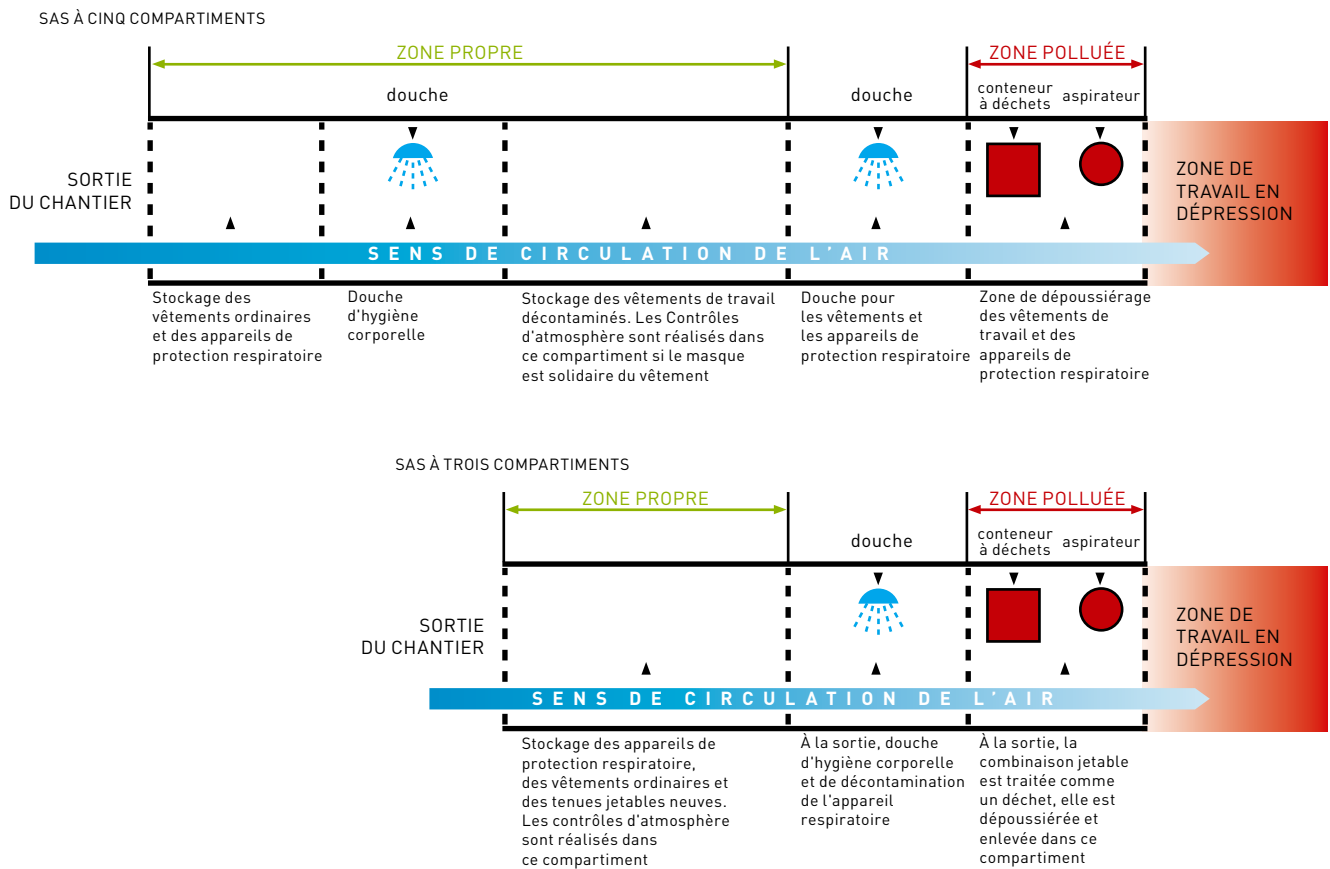 SAS À CINQ COMPARTIMENTS
ZONE PROPRE
ZONE POLLUÉE
douche
douche
conteneur
à déchets
aspirateur
SORTIE
DU CHANTIER
ZONE DE
TRAVAIL EN
DÉPRESSION
SENS DE CIRCULATION DE L'AIR
Stockage des
vêtements ordinaires
et des appareils de
protection respiratoire
Douche
d'hygiène
corporelle
Stockage des vêtements de travail
décontaminés. Les Contrôles
d'atmosphère sont réalisés dans
ce compartiment si le masque
est solidaire du vêtement
Douche pour
les vêtements et
les appareils de
protection respiratoire
Zone de dépoussiérage
des vêtements de
travail et des
appareils de
protection respiratoire
SAS À TROIS COMPARTIMENTS
ZONE PROPRE
ZONE POLLUÉE
douche
conteneur
à déchets
aspirateur
SORTIE
DU CHANTIER
ZONE DE
TRAVAIL EN
DÉPRESSION
SENS DE CIRCULATION DE L'AIR
Stockage des appareils de
protection respiratoire,
des vêtements ordinaires et
des tenues jetables neuves.
Les contrôles d'atmosphère
sont réalisés dans
ce compartiment
À la sortie, douche
d'hygiène corporelle
et de décontamination
de l'appareil
respiratoire
À la sortie, la
combinaison jetable
est traitée comme
un déchet, elle est
dépoussiérée et
enlevée dans ce
compartiment